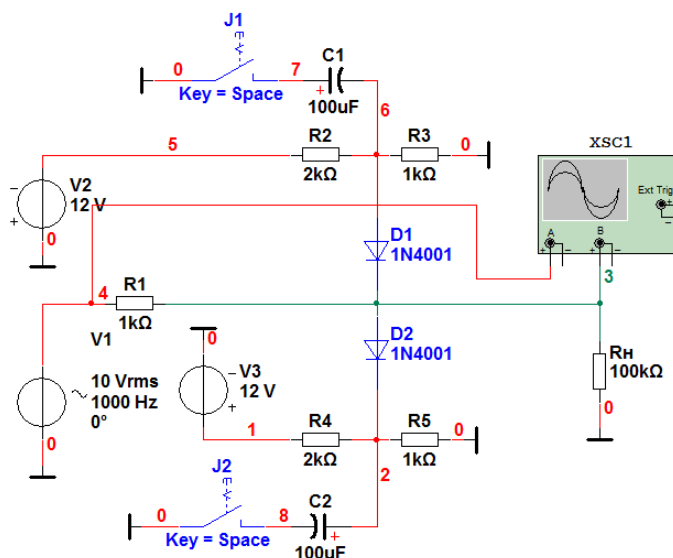 J1
0
7
C1
Key = Space
+
100uF
6
5
R2
R3
0
XSC1
2kΩ
1kΩ
Ext Trig
+
−
V2
+
12 V
A
B
+
−
+
−
0
D1
1N4001
3
4
R1
1kΩ
V1
0
D2
1N4001
−
V3
+
12 V
Rн
100kΩ
10 Vrms
1000 Hz
0°
0
1
R4
R5
0
0
2kΩ
1kΩ
J2
2
0
8
C2
Key = Space
+
100uF